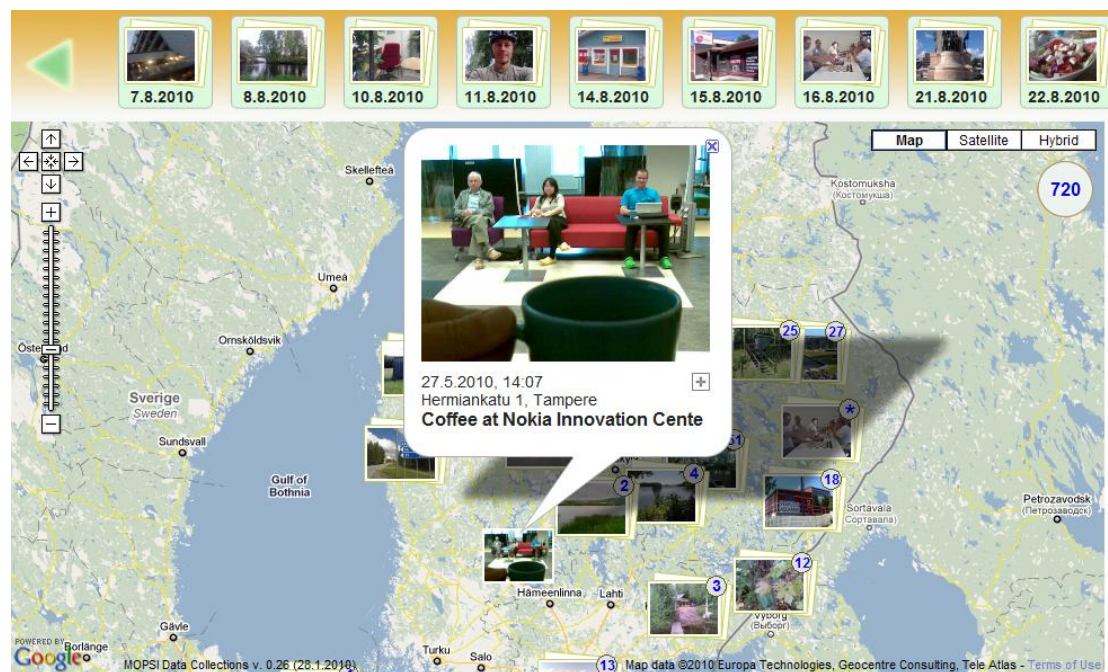 7.8.2010
8.8.2010
10.8.2010
11.8.2010
14.8.2010
15.8.2010
16.8.2010
21.8.2010
22.8.2010
Map
Satellite
Hybrid
720
Skellefteå
Kostomuksha
(Костомукша)
Umeå
Ornsköldsvik
25
27
27.5.2010, 14:07
Hermiankatu 1, Tampere
Coffee at Nokia Innovation Cente
Sverige
Sweden
*
Sundsvall
Gulf of
Bothnia
2
4
18
Sortavala
(Сортавала)
Petrozavodsk
(Петрозаводск)
12
Hämeenlinna
Lahti
3
Vyborg
(Выборг)
Gävle
Turku
Salo
13
POWERED BY
Google
Borlänge
MOPSI Data Collections v. 0.26 (28.1.2010)
Map data ©2010 Europa Technologies, Geocentre Consulting, Tele Atlas - Terms of Use